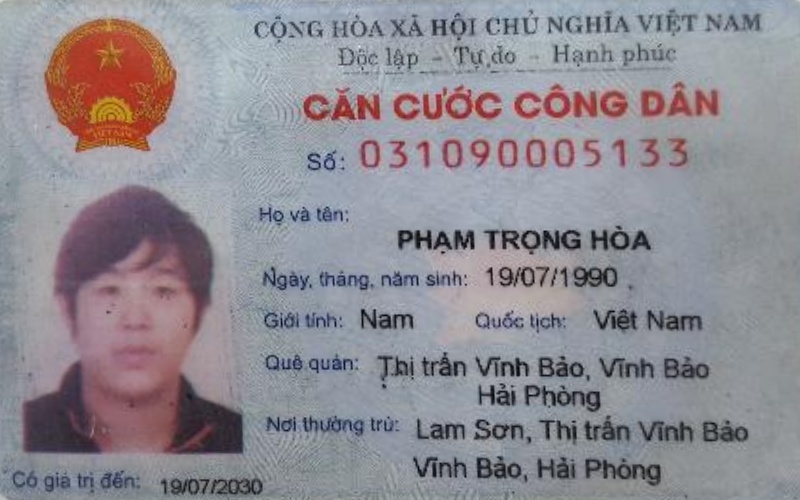 CỘNG HÒA XÃ HỘI CHỦ NGHĨA VIỆT NAM
Độc lập - Tự do - Hạnh phúc
CĂN CƯỚC CÔNG DÂN
Số: 031090005133
Họ và tên:
PHẠM TRỌNG HÒA
Ngày, tháng, năm sinh: 19/07/1990
Giới tính: Nam Quốc tịch: Việt Nam
Quê quán: Thị trấn Vĩnh Bảo, Vĩnh Bảo
Hải Phòng
Nơi thường trú: Lam Sơn, Thị trấn Vĩnh Bảo
Vĩnh Bảo, Hải Phòng
Có giá trị đến: 19/07/2030
VIỆT NAM